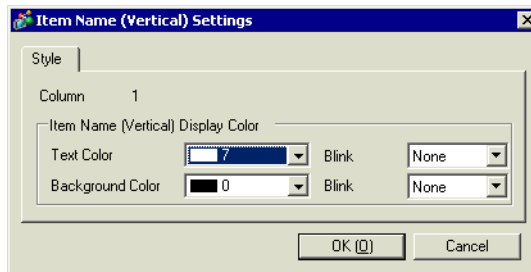 Item Name (Vertical) Settings
Style
Column 1
Item Name (Vertical) Display Color
Text Color 7 Blink None
Background Color 0 Blink None
OK (O) Cancel